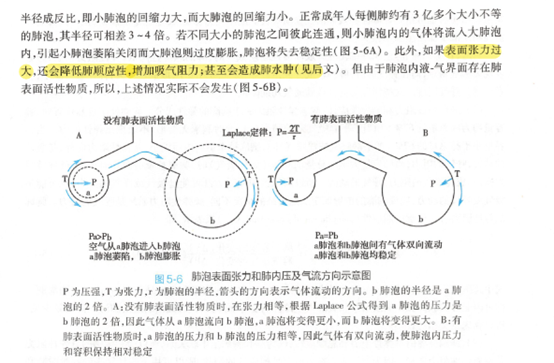 半径成反比,即小肺泡的回缩力大,而大肺泡的回缩力小。正常成年人每侧肺约有3亿多个大小不等
的肺泡,其半径可相差3~4倍。若不同大小的肺泡之间彼此连通,则小肺泡内的气体将流入大肺泡
内,引起小肺泡萎陷关闭而大肺泡则过度膨胀,肺泡将失去稳定性(图5-6A)。此外,如果表面张力过
大,还会降低肺顺应性,增加吸气阻力;甚至会造成肺水肿(见后文)。但由于肺泡内液-气界面存在肺
表面活性物质,所以,上述情况实际不会发生(图5-6B)。
没有肺表面活性物质
有肺表面活性物质
A
Laplace定律:P=2T/r
B
T
P
a
P
T
b
T
P
a
P
T
b
Pa>Pb
空气从a肺泡进入b肺泡
a肺泡萎陷,b肺泡膨胀
Pa=Pb
a肺泡和b肺泡间有气体双向流动
a肺泡和b肺泡均稳定
图5-6 肺泡表面张力和肺内压及气流方向示意图
P为压强,T为张力,r为肺泡的半径,箭头的方向表示气体流动的方向。b肺泡的半径是a肺
泡的2倍。A:没有肺表面活性物质时,在张力相等,根据Laplace公式得到a肺泡的压力是
b肺泡的2倍,因此气体从a肺泡流向b肺泡,a肺泡将变得更小,而b肺泡将变得更大。B:有
肺表面活性物质时,a肺泡的压力和b肺泡的压力相等,因此气体有双向流动,使肺泡内压力
和容积保持相对稳定